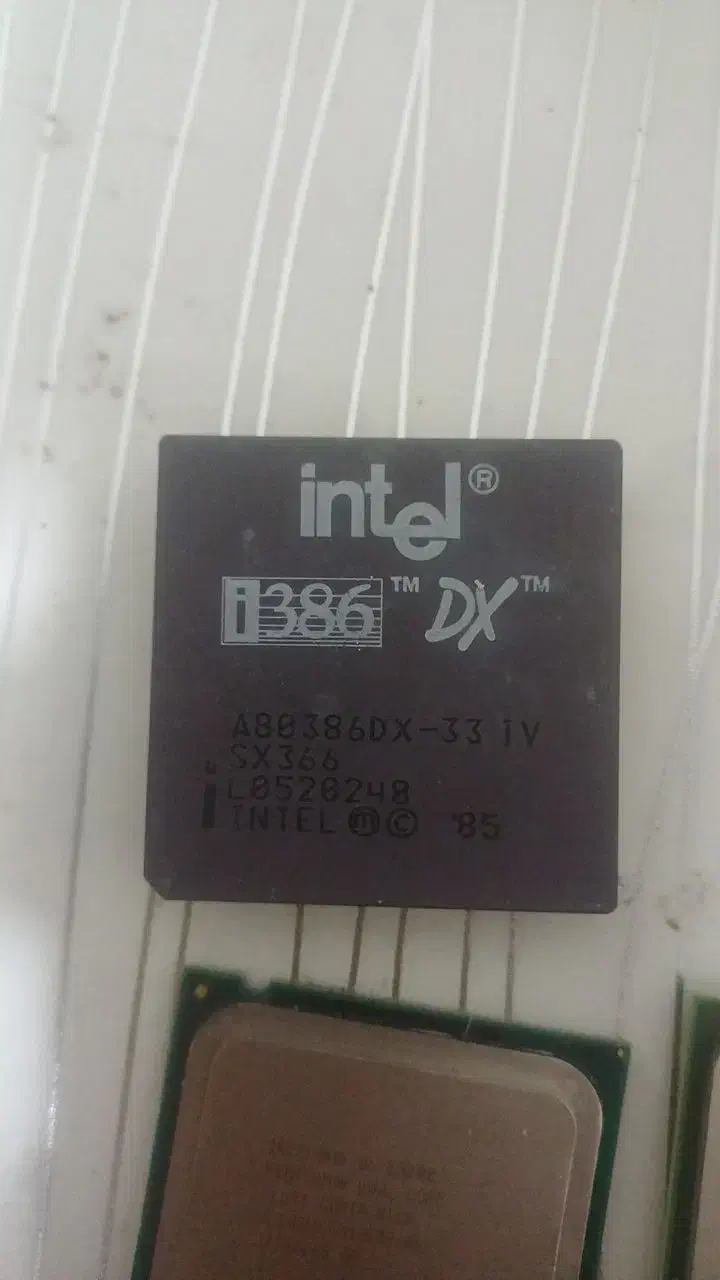 intel®
i386™ DX™
A80386DX-33 iV
SX366
L0520248
INTEL Ⓜ© '85